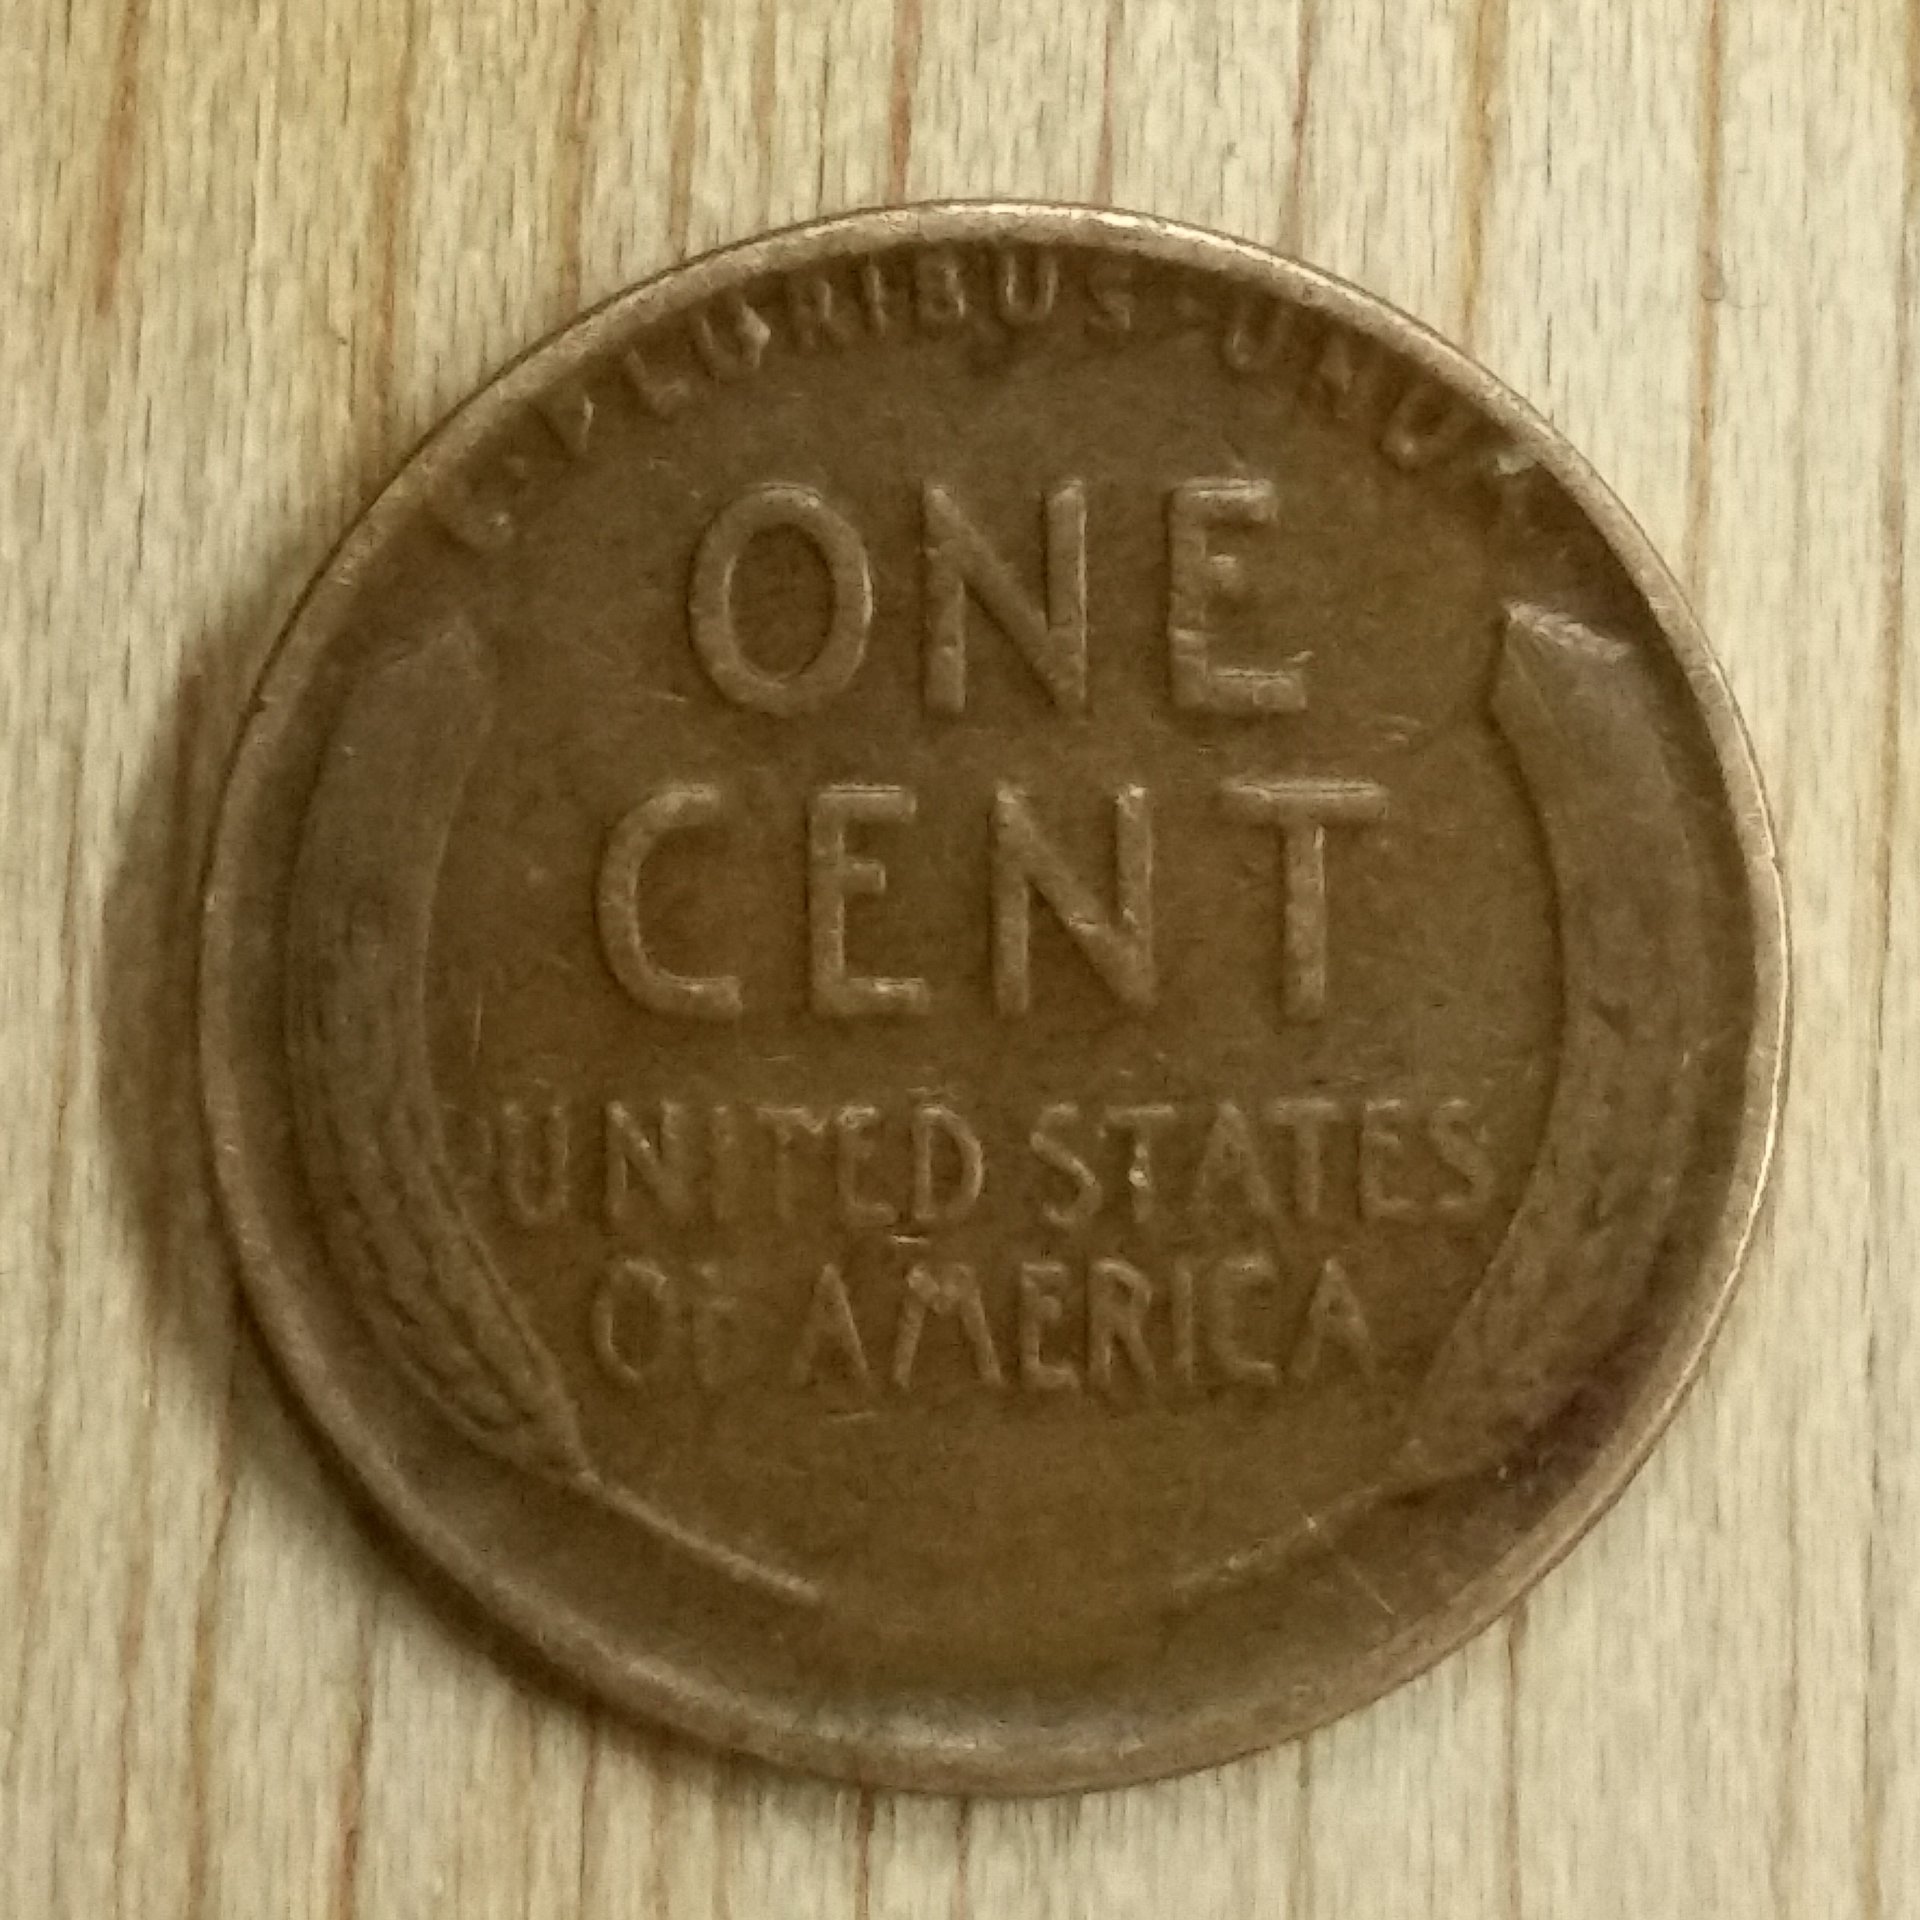 E·PLURIBUS·UNUM
ONE
CENT
UNITED STATES
OF AMERICA